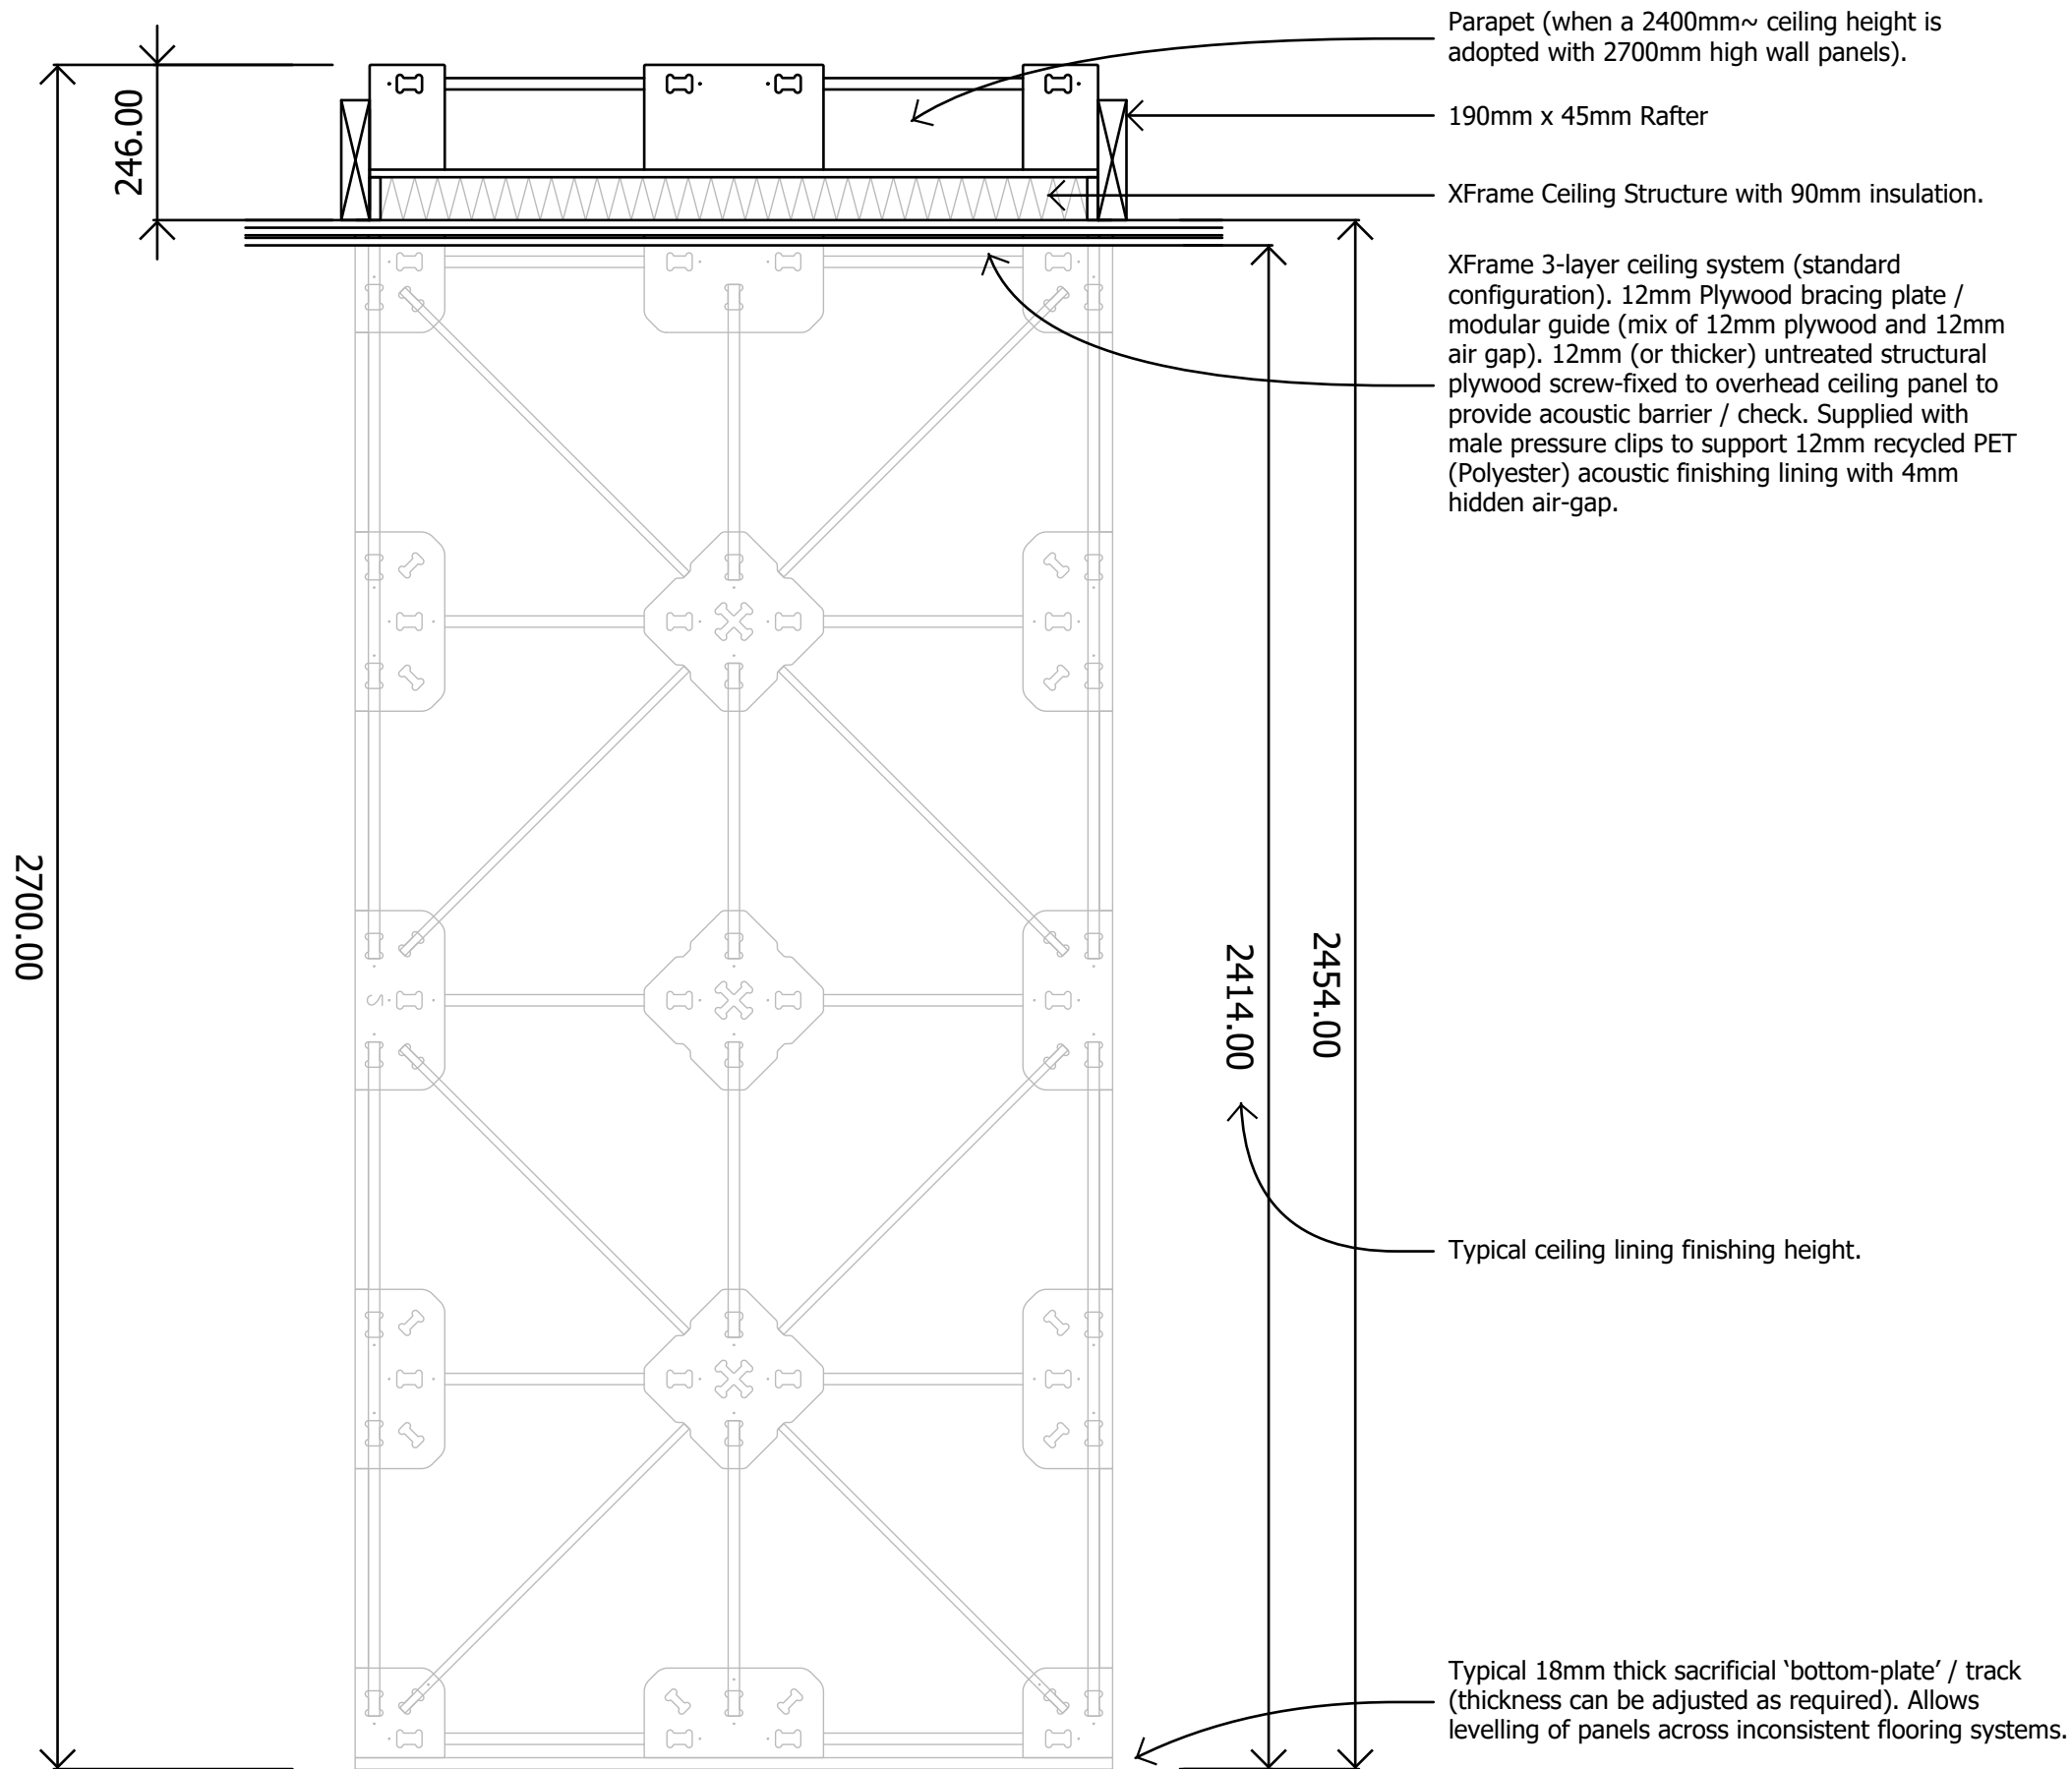 Parapet (when a 2400mm~ ceiling height is
adopted with 2700mm high wall panels).
190mm x 45mm Rafter
XFrame Ceiling Structure with 90mm insulation.
XFrame 3-layer ceiling system (standard
configuration). 12mm Plywood bracing plate /
modular guide (mix of 12mm plywood and 12mm
air gap). 12mm (or thicker) untreated structural
plywood screw-fixed to overhead ceiling panel to
provide acoustic barrier / check. Supplied with
male pressure clips to support 12mm recycled PET
(Polyester) acoustic finishing lining with 4mm
hidden air-gap.
246.00
2700.00
2414.00
2454.00
S
Typical ceiling lining finishing height.
Typical 18mm thick sacrificial ‘bottom-plate’ / track
(thickness can be adjusted as required). Allows
levelling of panels across inconsistent flooring systems.